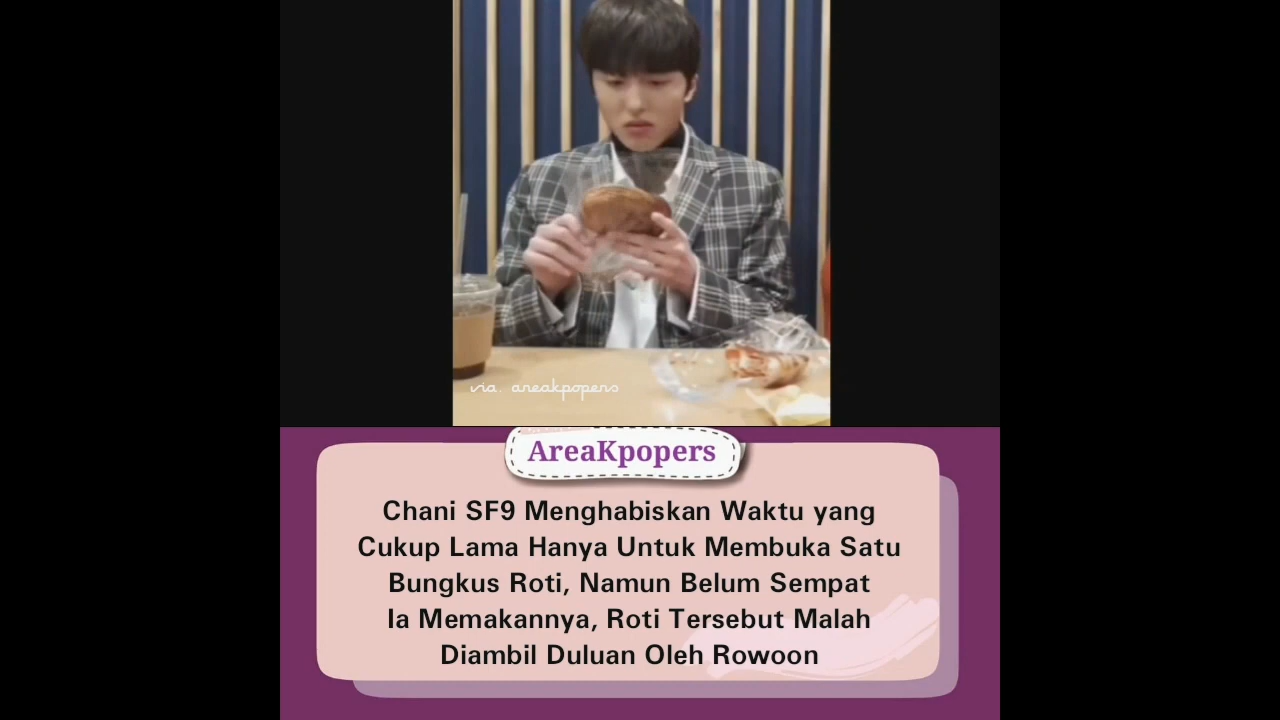 via. areakpopers
AreaKpopers
Chani SF9 Menghabiskan Waktu yang
Cukup Lama Hanya Untuk Membuka Satu
Bungkus Roti, Namun Belum Sempat
Ia Memakannya, Roti Tersebut Malah
Diambil Duluan Oleh Rowoon